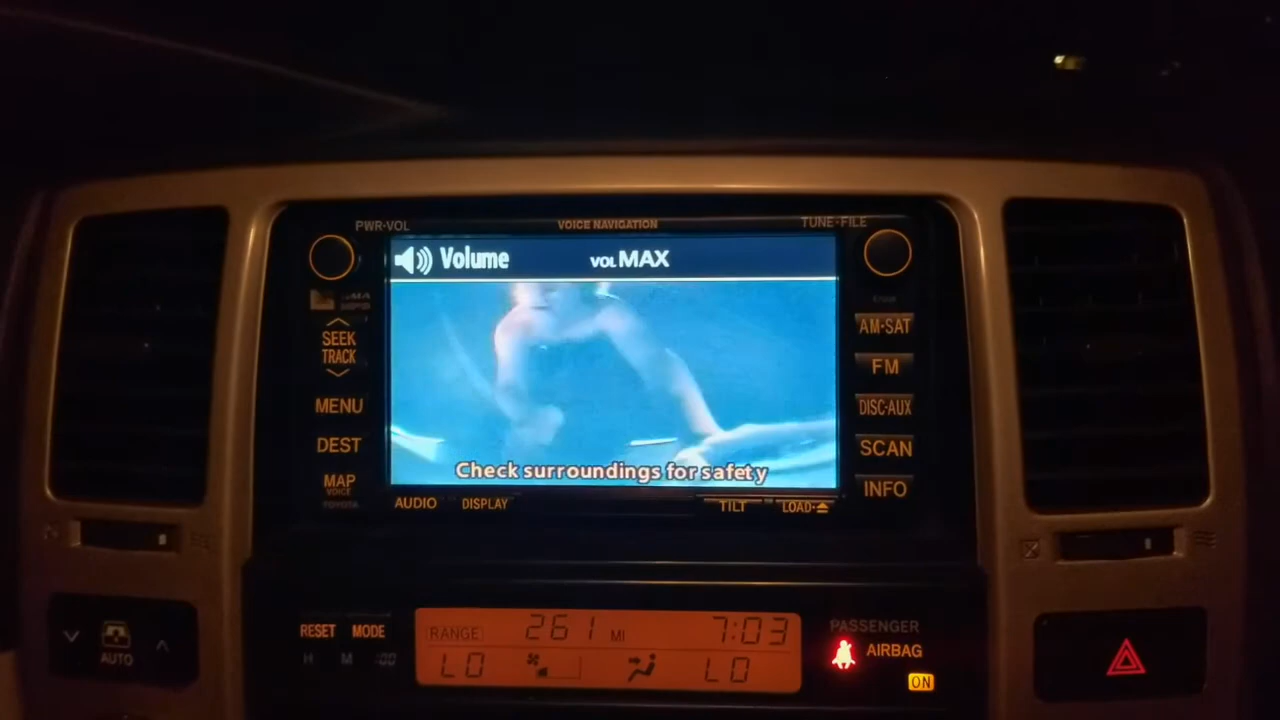 PWR·VOL
VOICE NAVIGATION
TUNE·FILE
Volume
VOL MAX
SEEK
TRACK
MENU
DEST
MAP
VOICE
TOYOTA
AM·SAT
FM
DISC·AUX
SCAN
INFO
Check surroundings for safety
AUDIO
DISPLAY
TILT
LOAD
RESET
MODE
H M :00
RANGE
261 MI
7:03
LO
LO
PASSENGER
AIRBAG
ON
AUTO